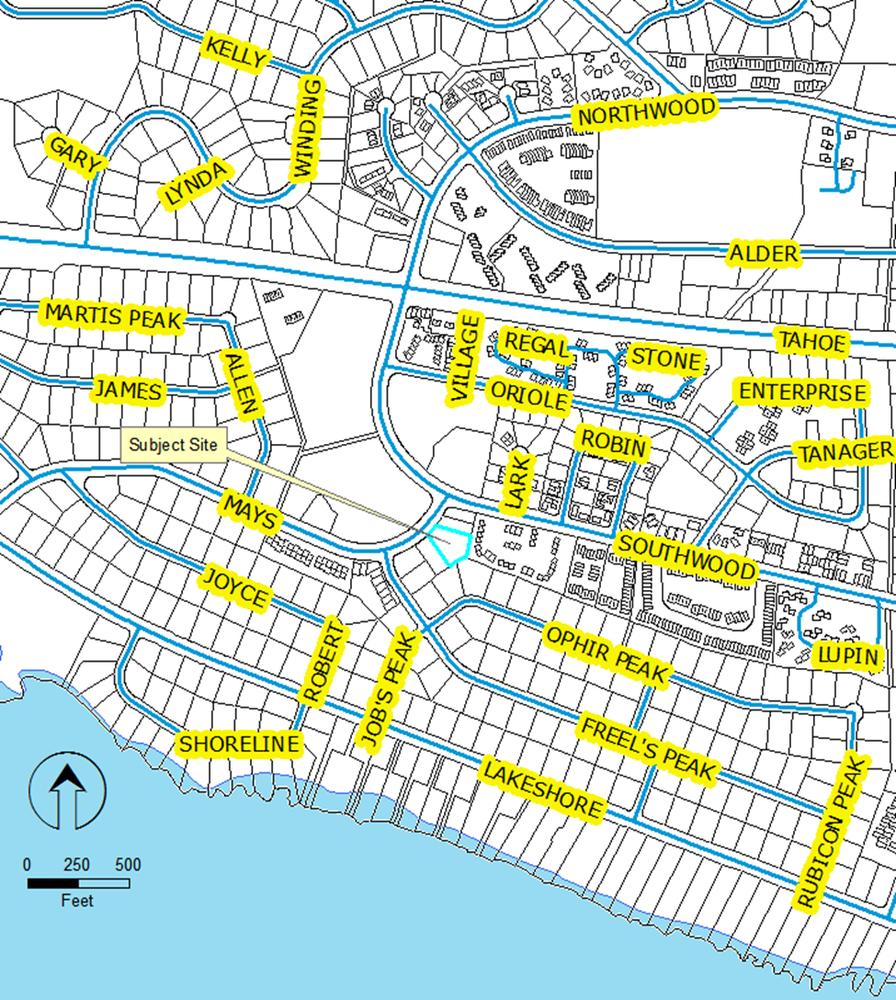 KELLY
WINDING
NORTHWOOD
GARY
LYNDA
ALDER
MARTIS PEAK
VILLAGE
REGAL
STONE
TAHOE
ALLEN
JAMES
ORIOLE
ENTERPRISE
Subject Site
ROBIN
TANAGER
LARK
MAYS
SOUTHWOOD
JOYCE
ROBERT
JOB'S PEAK
OPHIR PEAK
LUPIN
SHORELINE
FREEL'S PEAK
LAKESHORE
RUBICON PEAK
0 250 500
Feet